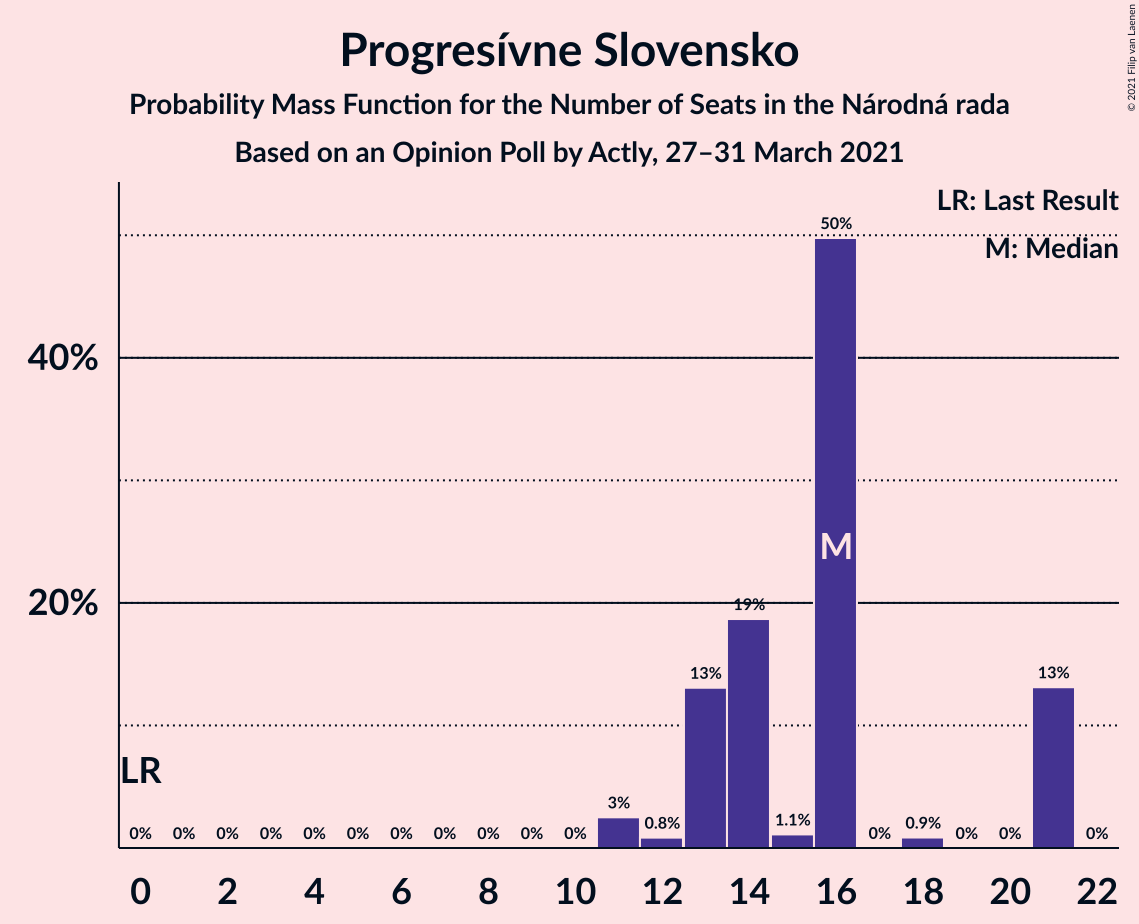 Progresívne Slovensko
Probability Mass Function for the Number of Seats in the Národná rada
Based on an Opinion Poll by Actly, 27–31 March 2021
© 2021 Filip van Laenen
LR: Last Result
M: Median
50%
40%
M
20%
19%
13%
13%
LR
3%
0.8%
1.1%
0.9%
0% 0% 0% 0% 0% 0% 0% 0% 0% 0% 0% 0% 0% 0% 0%
0 2 4 6 8 10 12 14 16 18 20 22